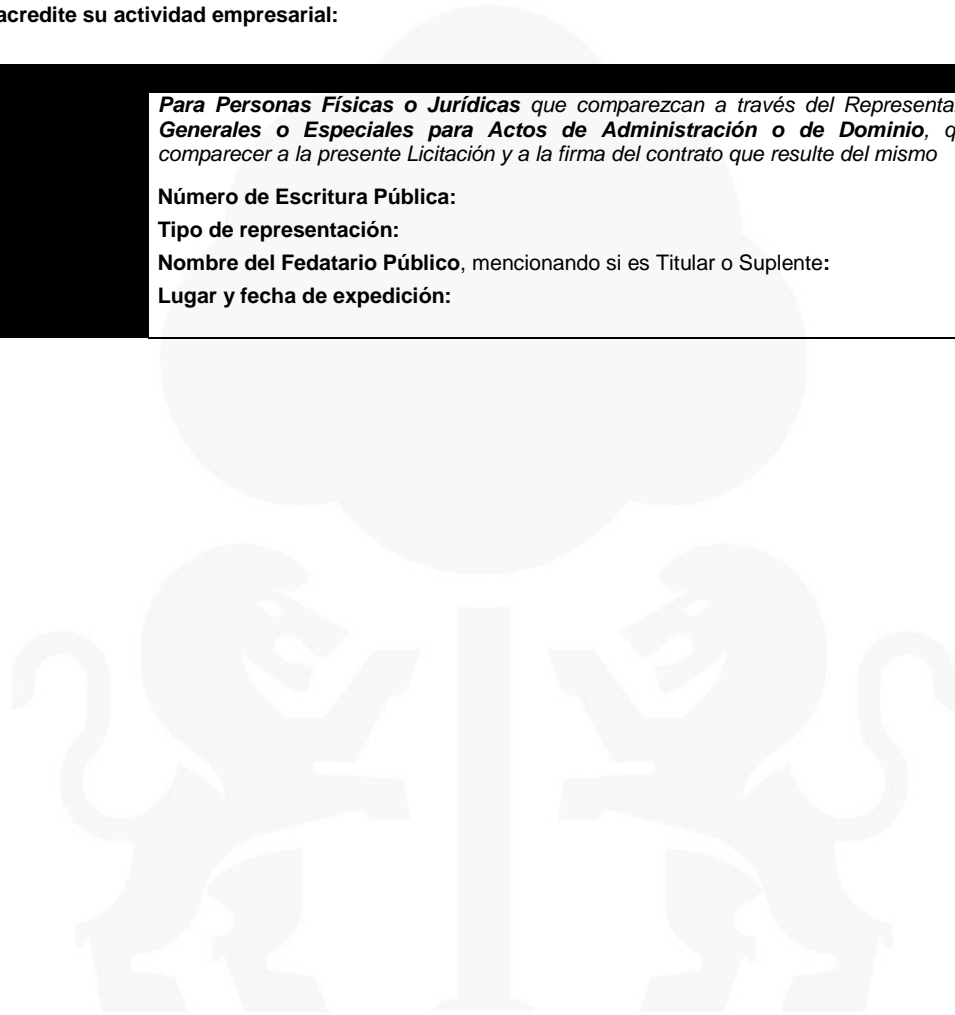 acredite su actividad empresarial:
Para Personas Físicas o Jurídicas que comparezcan a través del
Generales o Especiales para Actos de Administración o de Dominio,
comparecer a la presente Licitación y a la firma del contrato que resulte del mismo
Número de Escritura Pública:
Tipo de representación:
Nombre del Fedatario Público, mencionando si es Titular o Suplente:
Lugar y fecha de expedición: